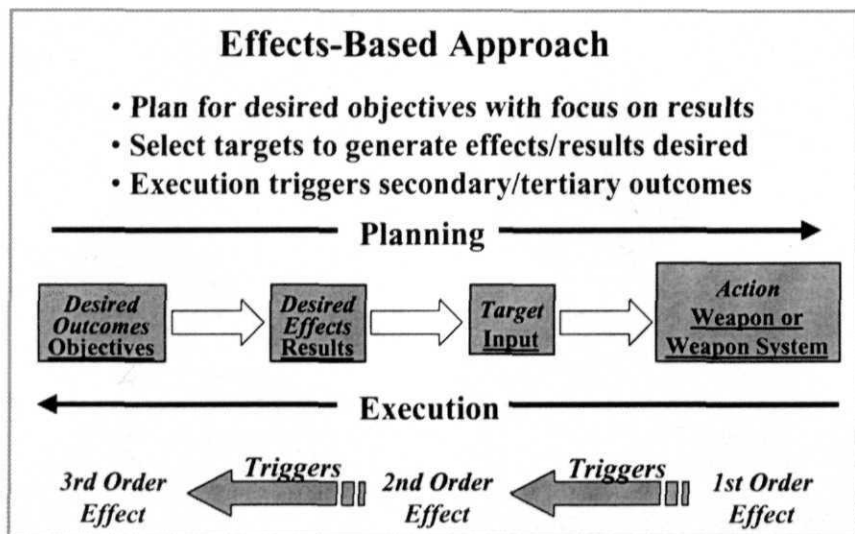 Effects-Based Approach
• Plan for desired objectives with focus on results
• Select targets to generate effects/results desired
• Execution triggers secondary/tertiary outcomes
Planning
Desired
Outcomes
Objectives
Desired
Effects
Results
Target
Input
Action
Weapon or
Weapon System
Execution
3rd Order
Effect
Triggers
2nd Order
Effect
Triggers
1st Order
Effect